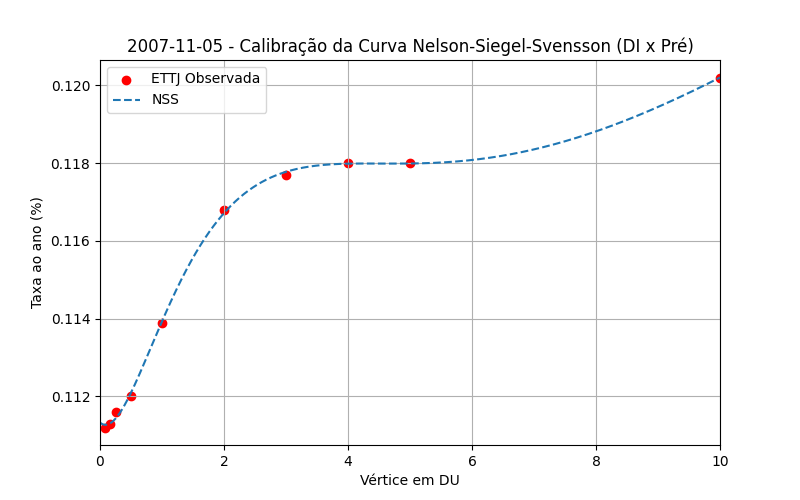 2007-11-05 - Calibração da Curva Nelson-Siegel-Svensson (DI x Pré)
ETTJ Observada
NSS
Taxa ao ano (%)
0.120
0.118
0.116
0.114
0.112
0 2 4 6 8 10
Vértice em DU